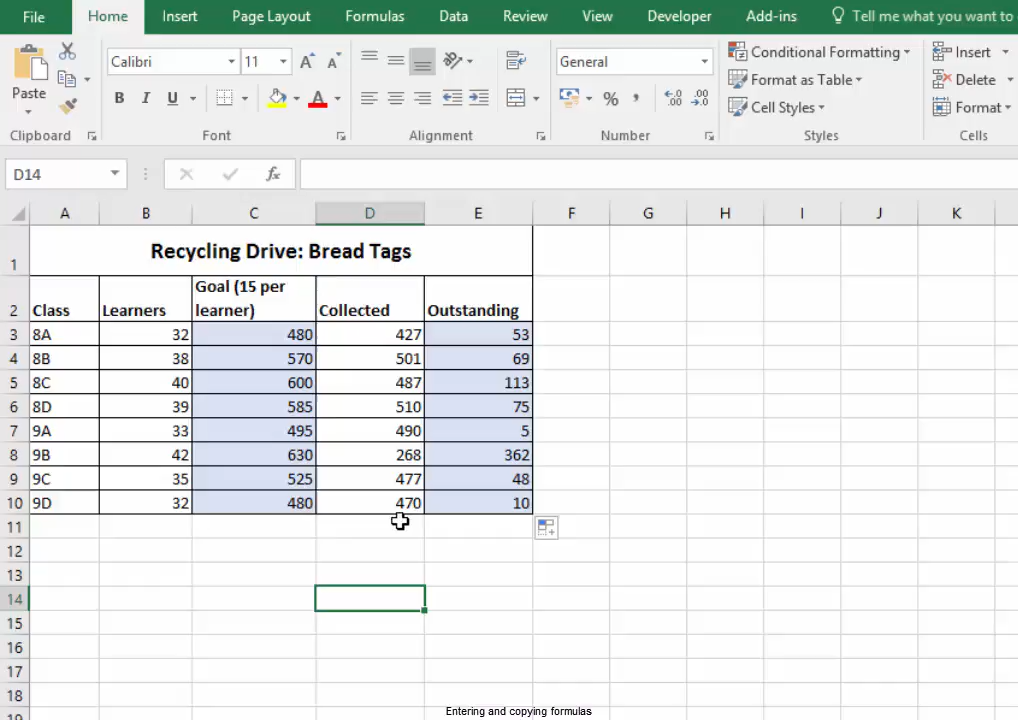 File Home Insert Page Layout Formulas Data Review View Developer Add-ins Tell me what you want to
Calibri 11 General Conditional Formatting Insert
Paste B I U % , .00 .0 Format as Table Delete
Cell Styles Format
Clipboard Font Alignment Number Styles Cells
D14 fx
A B C D E F G H I J K
1 Recycling Drive: Bread Tags
Goal (15 per
2 Class Learners learner) Collected Outstanding
3 8A 32 480 427 53
4 8B 38 570 501 69
5 8C 40 600 487 113
6 8D 39 585 510 75
7 9A 33 495 490 5
8 9B 42 630 268 362
9 9C 35 525 477 48
10 9D 32 480 470 10
11
12
13
14
15
16
17
18
Entering and copying formulas